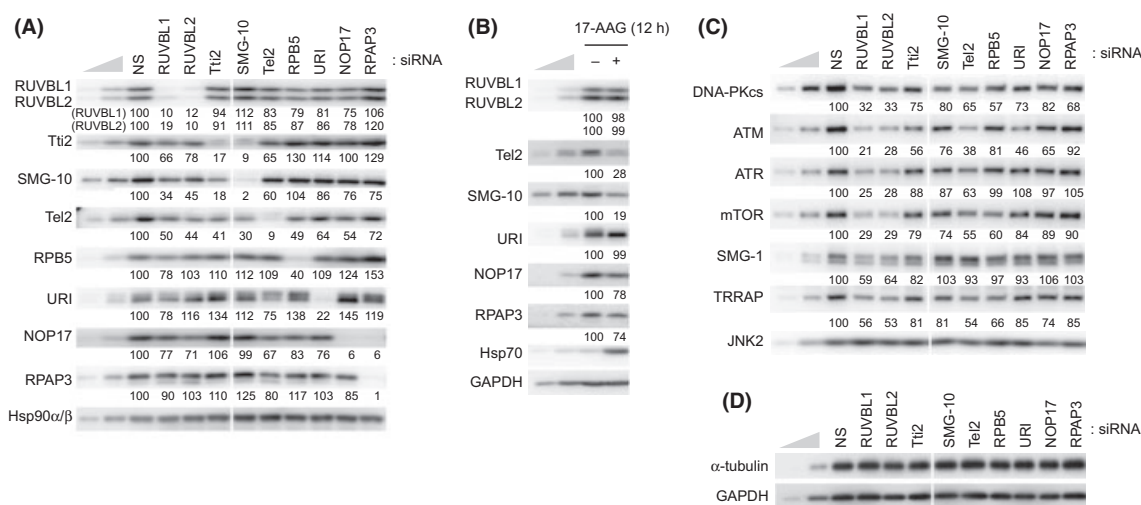 (A)
NS RUVBL1 RUVBL2 Tti2 SMG-10 Tel2 RPB5 URI NOP17 RPAP3 : siRNA
RUVBL1
RUVBL2
(RUVBL1) 100 10 12 94 112 83 79 81 75 106
(RUVBL2) 100 19 10 91 111 85 87 86 78 120
Tti2
100 66 78 17 9 65 130 114 100 129
SMG-10
100 34 45 18 2 60 104 86 76 75
Tel2
100 50 44 41 30 9 49 64 54 72
RPB5
100 78 103 110 112 109 40 109 124 153
URI
100 78 116 134 112 75 138 22 145 119
NOP17
100 77 71 106 99 67 83 76 6 6
RPAP3
100 90 103 110 125 80 117 103 85 1
Hsp90α/β
(B)
17-AAG (12 h)
– +
RUVBL1
RUVBL2
100 98
100 99
Tel2
100 28
SMG-10
100 19
URI
100 99
NOP17
100 78
RPAP3
100 74
Hsp70
GAPDH
(C)
NS RUVBL1 RUVBL2 Tti2 SMG-10 Tel2 RPB5 URI NOP17 RPAP3 : siRNA
DNA-PKcs
100 32 33 75 80 65 57 73 82 68
ATM
100 21 28 56 76 38 81 46 65 92
ATR
100 25 28 88 87 63 99 108 97 105
mTOR
100 29 29 79 74 55 60 84 89 90
SMG-1
100 59 64 82 103 93 97 93 106 103
TRRAP
100 56 53 81 81 54 66 85 74 85
JNK2
(D)
NS RUVBL1 RUVBL2 Tti2 SMG-10 Tel2 RPB5 URI NOP17 RPAP3 : siRNA
α-tubulin
GAPDH